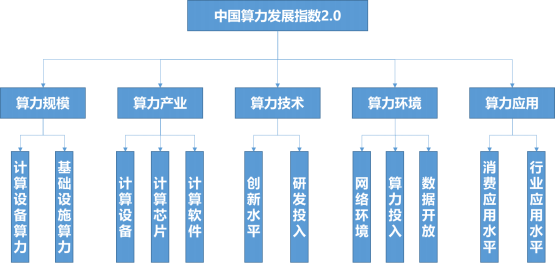 中国算力发展指数2.0
算力规模
算力产业
算力技术
算力环境
算力应用
计算设备算力
基础设施算力
计算设备
计算芯片
计算软件
创新水平
研发投入
网络环境
算力投入
数据开放
消费应用水平
行业应用水平